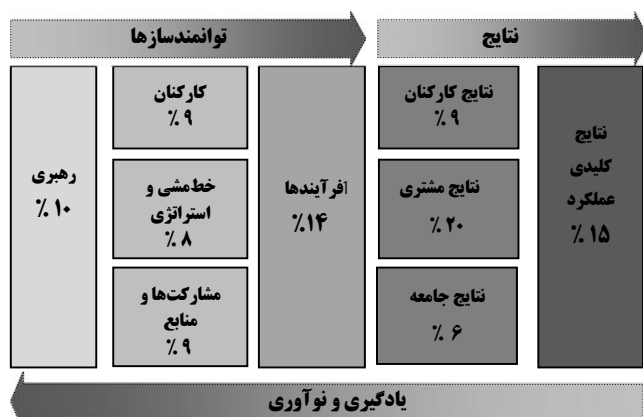 توانمندسازها
نتایج
رهبری
٪ ۱۰
کارکنان
٪ ۹
خط‌مشی و
استراتژی
٪ ۸
مشارکت‌ها و
منابع
٪ ۹
فرآیندها
٪۱۴
نتایج کارکنان
٪ ۹
نتایج مشتری
٪ ۲۰
نتایج جامعه
٪ ۶
نتایج
کلیدی
عملکرد
٪ ۱۵
یادگیری و نوآوری